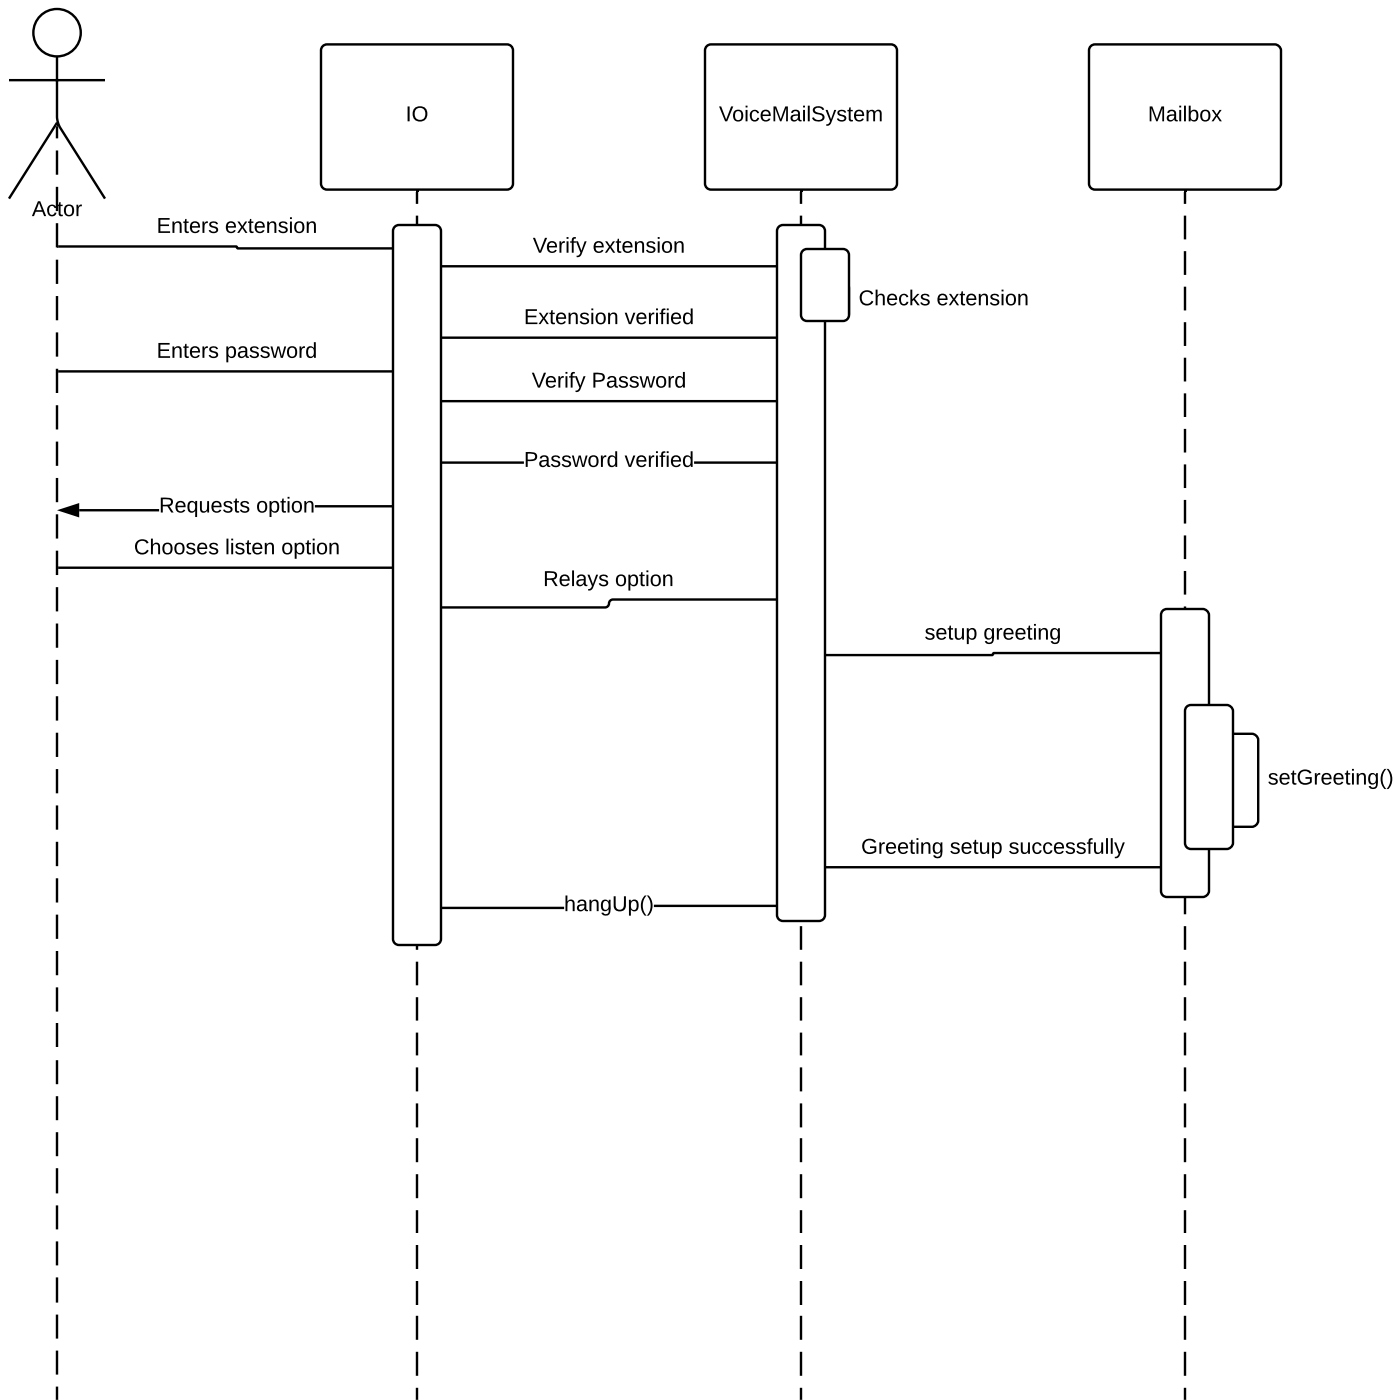 IO
VoiceMailSystem
Mailbox
Actor
Enters extension
Verify extension
Checks extension
Extension verified
Enters password
Verify Password
Password verified
Requests option
Chooses listen option
Relays option
setup greeting
setGreeting()
Greeting setup successfully
hangUp()